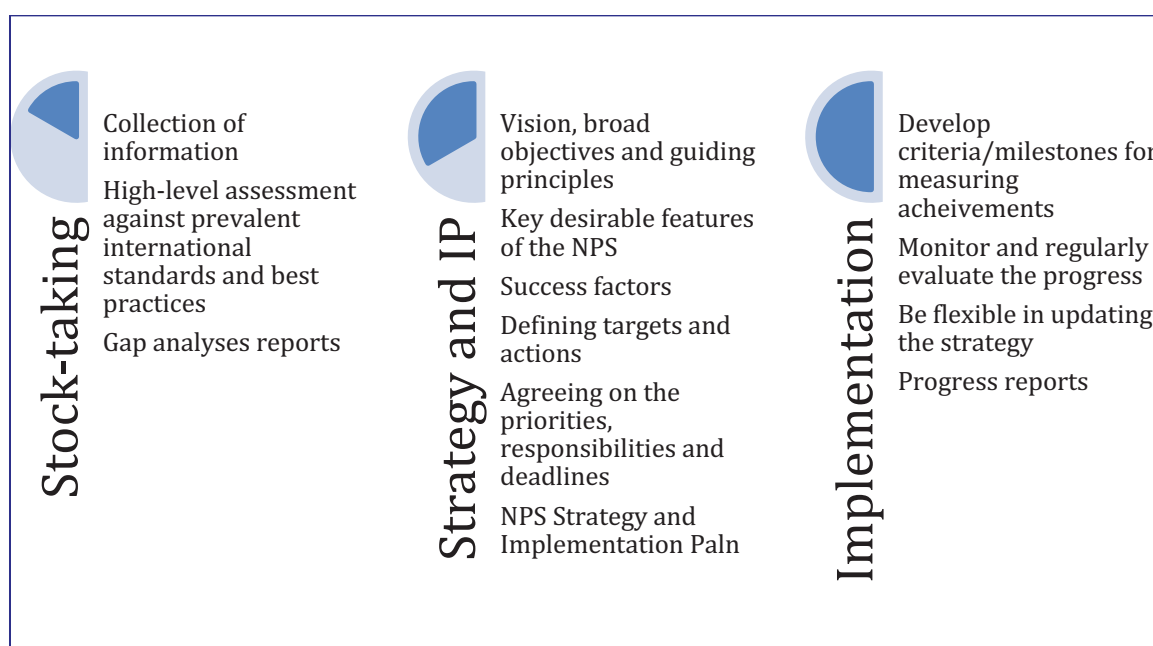 Stock-taking
Collection of
information
High-level assessment
against prevalent
international
standards and best
practices
Gap analyses reports
Strategy and IP
Vision, broad
objectives and guiding
principles
Key desirable features
of the NPS
Success factors
Defining targets and
actions
Agreeing on the
priorities,
responsibilities and
deadlines
NPS Strategy and
Implementation Paln
Implementation
Develop
criteria/milestones for
measuring
acheivements
Monitor and regularly
evaluate the progress
Be flexible in updating
the strategy
Progress reports